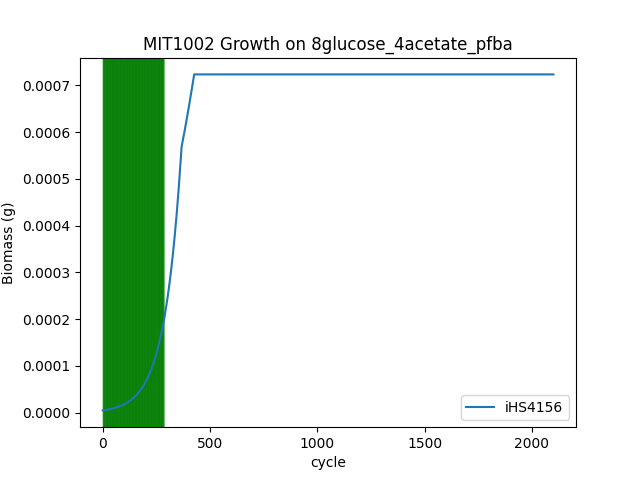 MIT1002 Growth on 8glucose_4acetate_pfba
Biomass (g)
0.0007
0.0006
0.0005
0.0004
0.0003
0.0002
0.0001
0.0000
iHS4156
0 500 1000 1500 2000
cycle